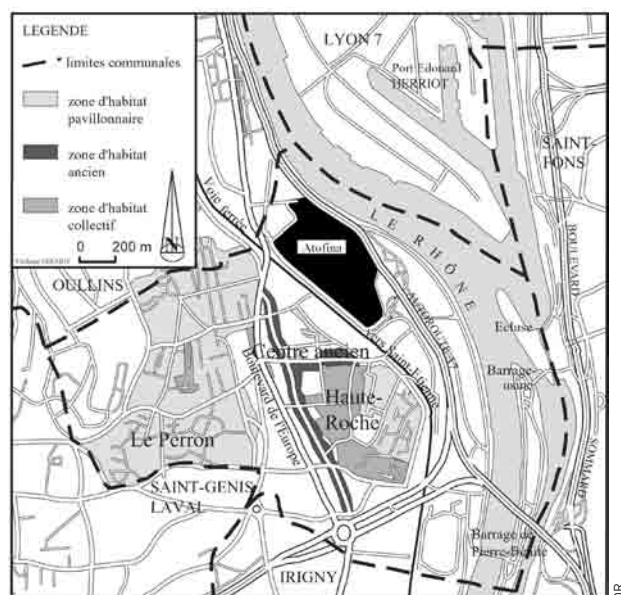 LEGENDE
limites communales
zone d'habitat
pavillonnaire
zone d'habitat
ancien
zone d'habitat
collectif
0 200 m
N
LYON 7
Port Edouard
HERRIOT
SAINT-
FONS
Voie ferrée
Atofina
LE RHÔNE
AUTOROUTE A7
BOULEVARD
SOMMARD
OULLINS
vers Saint-Etienne
Ecluse
Centre ancien
Barrage-
usine
Boulevard de l'Europe
Haute-
Roche
Le Perron
SAINT-GENIS
LAVAL
Barrage de
Pierre-Bénite
IRIGNY
DR